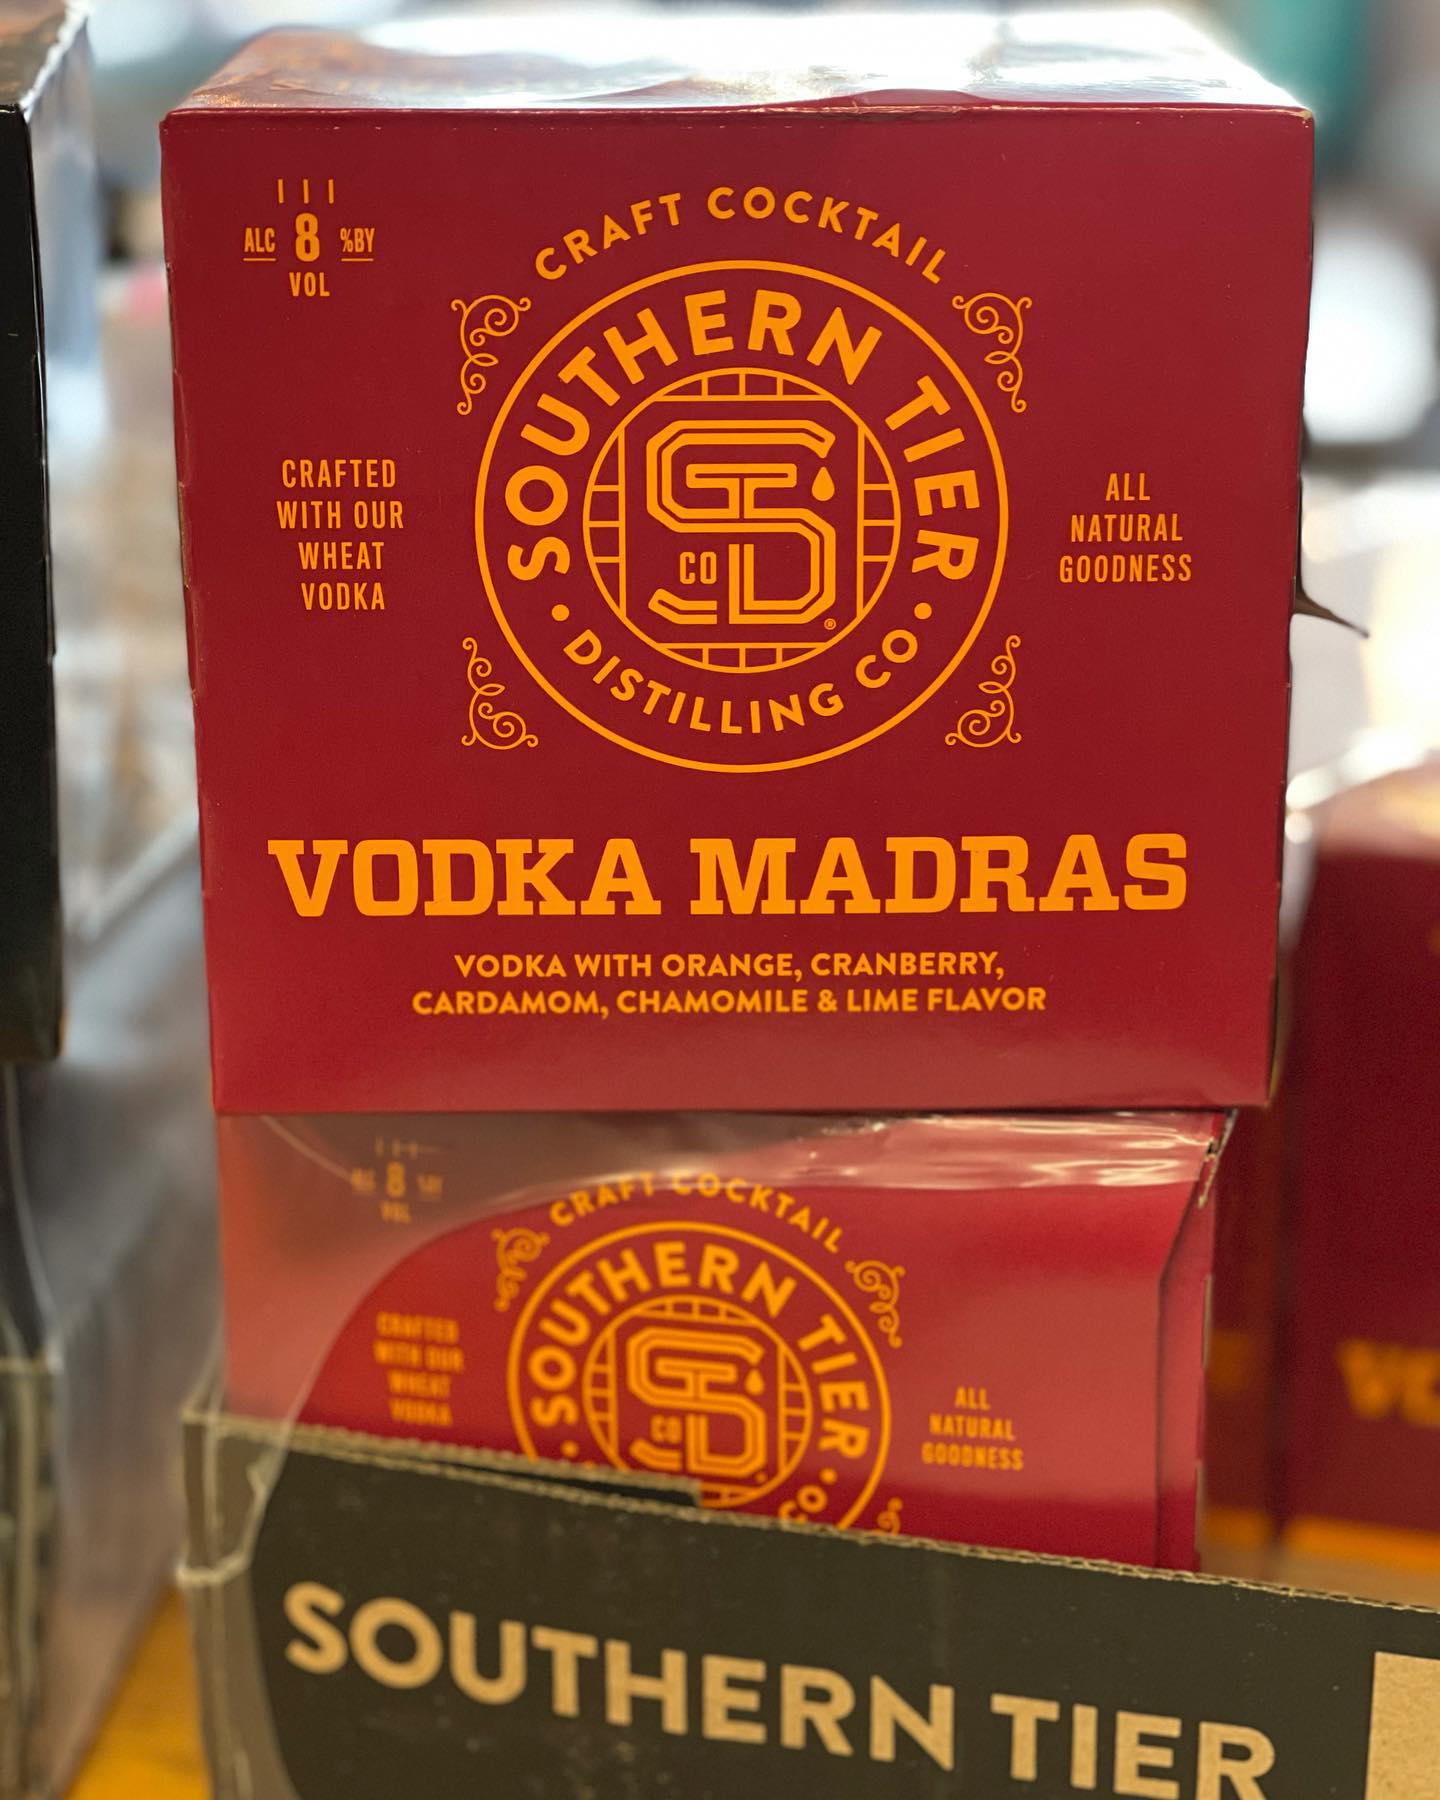 ALC 8 %BY
VOL
CRAFT COCKTAIL
SOUTHERN TIER
CO
• DISTILLING CO •
CRAFTED
WITH OUR
WHEAT
VODKA
ALL
NATURAL
GOODNESS
VODKA MADRAS
VODKA WITH ORANGE, CRANBERRY,
CARDAMOM, CHAMOMILE & LIME FLAVOR
ALC 8 %BY
VOL
CRAFT COCKTAIL
SOUTHERN TIER
CO
CRAFTED
WITH OUR
WHEAT
VODKA
ALL
NATURAL
GOODNESS
SOUTHERN TIER